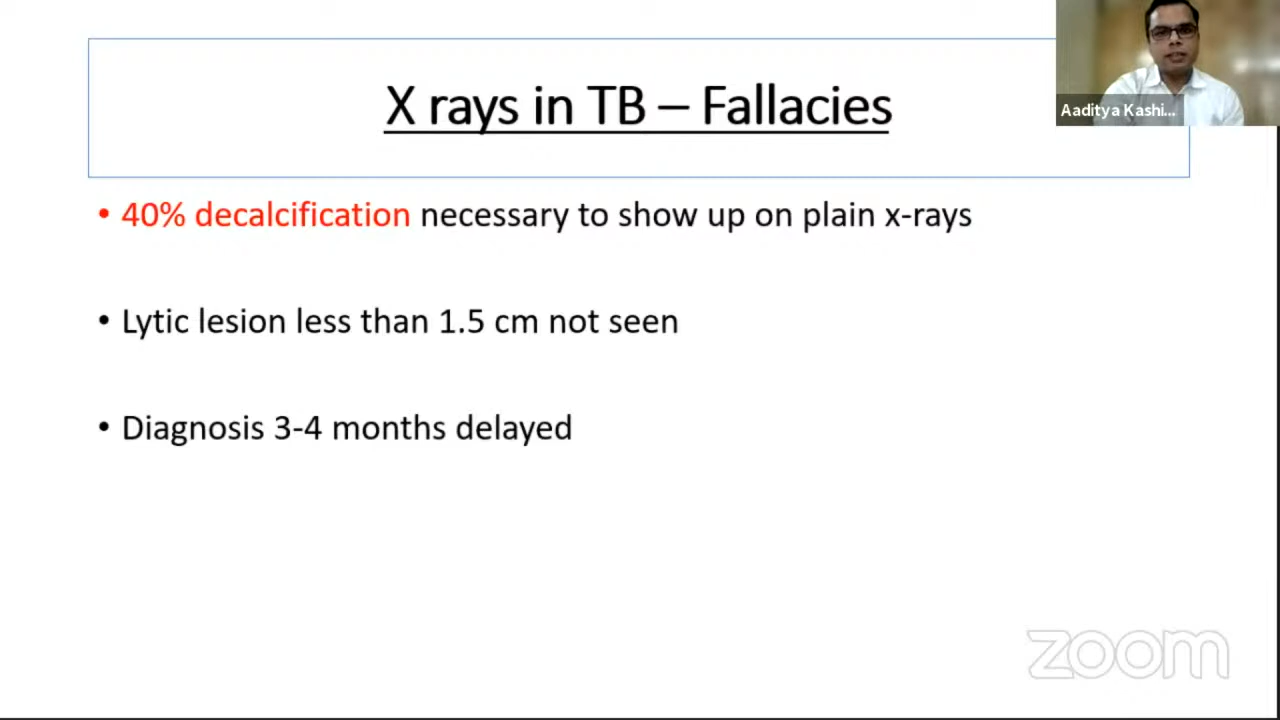 X rays in TB – Fallacies
Aaditya Kashi...
• 40% decalcification necessary to show up on plain x-rays
• Lytic lesion less than 1.5 cm not seen
• Diagnosis 3-4 months delayed
zoom